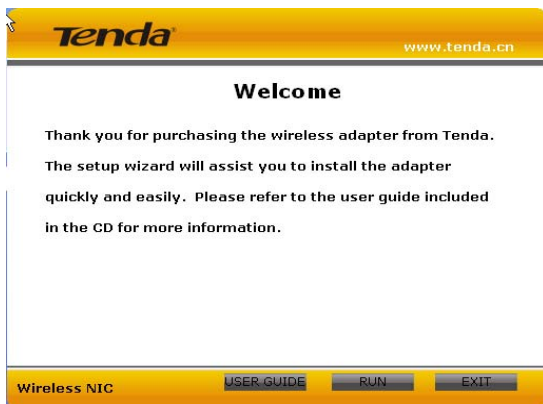 Tenda
www.tenda.cn
Welcome
Thank you for purchasing the wireless adapter from Tenda.
The setup wizard will assist you to install the adapter
quickly and easily. Please refer to the user guide included
in the CD for more information.
Wireless NIC
USER GUIDE
RUN
EXIT